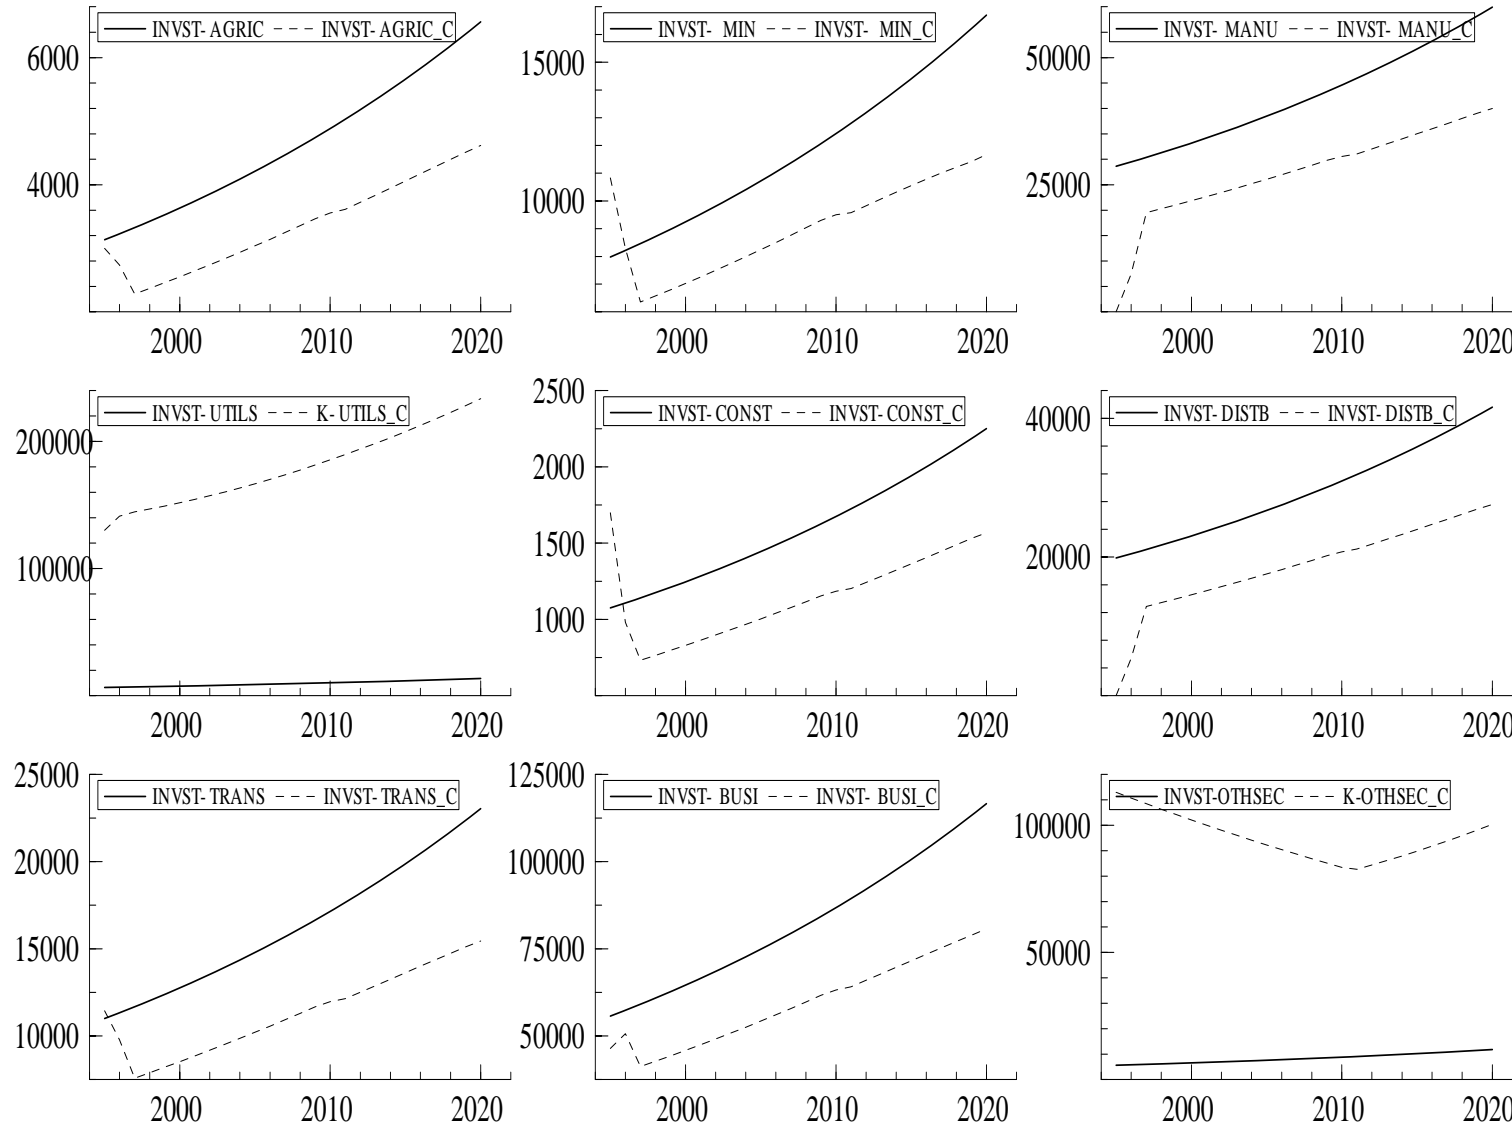 INVST- AGRIC INVST- AGRIC_C
6000
4000
2000 2010 2020
INVST- MIN INVST- MIN_C
15000
10000
2000 2010 2020
INVST- MANU INVST- MANU_C
50000
25000
2000 2010 2020
INVST- UTILS K- UTILS_C
200000
100000
2000 2010 2020
INVST- CONST INVST- CONST_C
2500
2000
1500
1000
2000 2010 2020
INVST- DISTB INVST- DISTB_C
40000
20000
2000 2010 2020
INVST- TRANS INVST- TRANS_C
25000
20000
15000
10000
2000 2010 2020
INVST- BUSI INVST- BUSI_C
125000
100000
75000
50000
2000 2010 2020
INVST-OTHSEC K-OTHSEC_C
100000
50000
2000 2010 2020